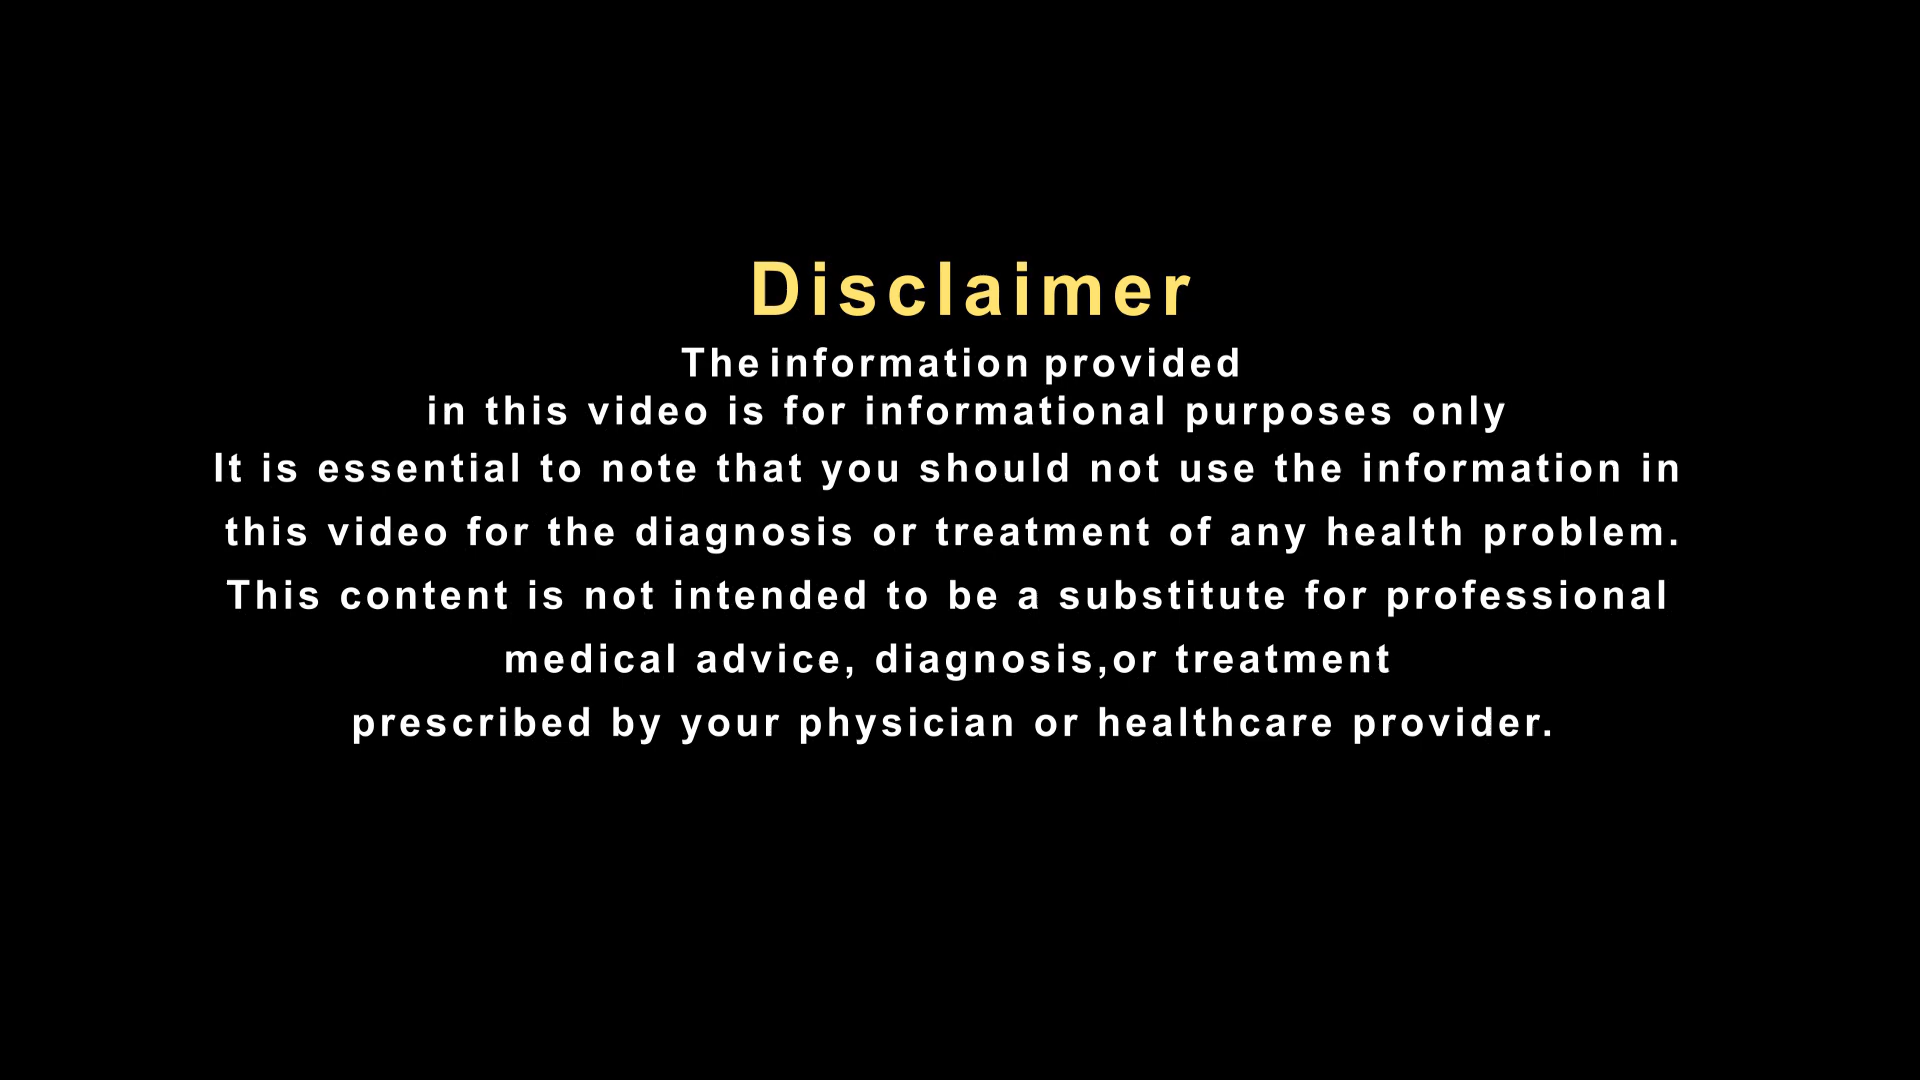 Disclaimer
The information provided
in this video is for informational purposes only
It is essential to note that you should not use the information in
this video for the diagnosis or treatment of any health problem.
This content is not intended to be a substitute for professional
medical advice, diagnosis,or treatment
prescribed by your physician or healthcare provider.